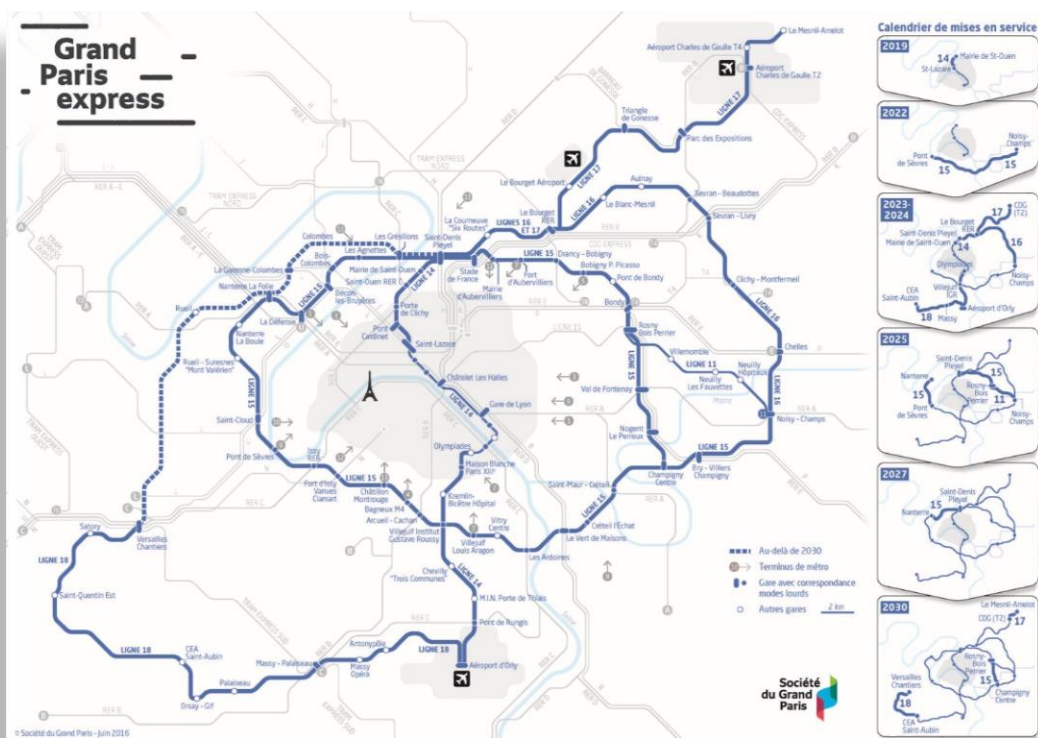 Grand
Paris
express
Le Mesnil-Amelot
Aéroport Charles de Gaulle T4
Aéroport
Charles de Gaulle T2
LIGNE 17
Triangle
de Gonesse
Parc des Expositions
LIGNE 17
Le Bourget Aéroport
LIGNE 16
Aulnay
Sevran - Beaudottes
Sevran - Livry
Le Blanc-Mesnil
Le Bourget
RER
La Courneuve
"Six Routes"
LIGNES 16
ET 17
Saint-Denis
Pleyel
Les Grésillons
Colombes
Bois-
Colombes
Les Agnettes
La Garenne-Colombes
Mairie de Saint-Ouen
Saint-Ouen RER C
Stade
de France
LIGNE 15
Drancy - Bobigny
Bobigny P. Picasso
Pont de Bondy
Bondy
Mairie
d'Aubervilliers
Fort
d'Aubervilliers
Clichy - Montfermeil
LIGNE 16
Nanterre La Folie
Rueil
La Défense
LIGNE 15
Bécon-
les-Bruyères
LIGNE 14
Porte
de Clichy
Pont
Cardinet
Saint-Lazare
Nanterre
La Boule
Rueil - Suresnes
"Mont Valérien"
Rosny
Bois Perrier
Villemomble
LIGNE 11
Neuilly
Hôpitaux
Neuilly
Les Fauvettes
Chelles
LIGNE 16
Noisy - Champs
LIGNE 15
Val de Fontenay
Châtelet Les Halles
LIGNE 14
Gare de Lyon
LIGNE 15
Saint-Cloud
Pont de Sèvres
Issy
RER
Fort d'Issy
Vanves
Clamart
LIGNE 15
Châtillon
Montrouge
Bagneux M4
Arcueil - Cachan
Olympiades
Maison Blanche
Paris XIIIe
Kremlin-
Bicêtre Hôpital
Nogent
Le Perreux
Champigny
Centre
LIGNE 15
Bry - Villiers
Champigny
Saint-Maur - Créteil
LIGNE 15
Créteil l'Echat
Le Vert de Maisons
Les Ardoines
Vitry
Centre
Villejuif
Louis Aragon
Villejuif Institut
Gustave Roussy
Chevilly
"Trois Communes"
LIGNE 14
M.I.N. Porte de Thiais
Pont de Rungis
Aéroport d'Orly
LIGNE 18
Antonypôle
Massy
Opéra
Massy - Palaiseau
Palaiseau
Orsay - Gif
CEA
Saint-Aubin
LIGNE 18
Saint-Quentin Est
LIGNE 18
Satory
Versailles
Chantiers
Au-delà de 2030
Terminus de métro
Gare avec correspondance
modes lourds
Autres gares
2 km
Société
du Grand
Paris
© Société du Grand Paris - Juin 2016
Calendrier de mises en service
2019
14
Mairie de St-Ouen
St-Lazare
2022
Noisy-
Champs
Pont
de Sèvres
15
15
2023-
2024
17
CDG
(T2)
Le Bourget
RER
Saint-Denis Pleyel
Mairie de Saint-Ouen
14
16
Olympiades
Noisy-
Champs
Villejuif
IGR
CEA
Saint-Aubin
18
Massy
Aéroport d'Orly
2025
Saint-Denis
Pleyel
Nanterre
15
Rosny-
Bois
Perrier
15
11
Pont
de Sèvres
Noisy-
Champs
2027
Saint-Denis
Pleyel
Nanterre
15
2030
Le Mesnil-Amelot
CDG (T2)
17
Rosny-
Bois
Perrier
15
Champigny
Centre
Versailles
Chantiers
18
CEA
Saint-Aubin